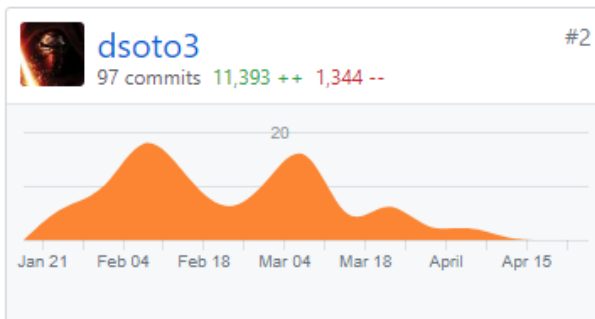 dsoto3
#2
97 commits 11,393 ++ 1,344 --
20
Jan 21 Feb 04 Feb 18 Mar 04 Mar 18 April Apr 15